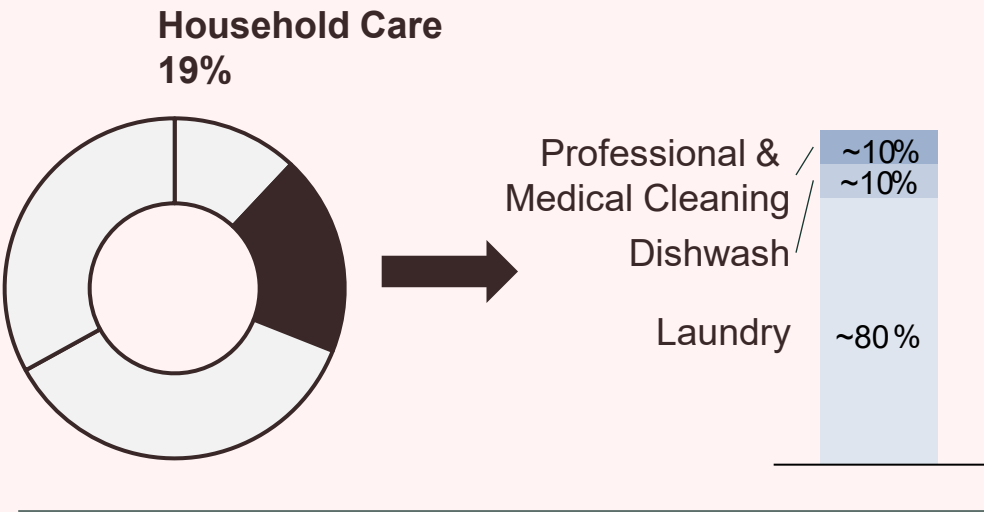 Household Care
19%
Professional &
Medical Cleaning
Dishwash
Laundry
~10%
~10%
~80%